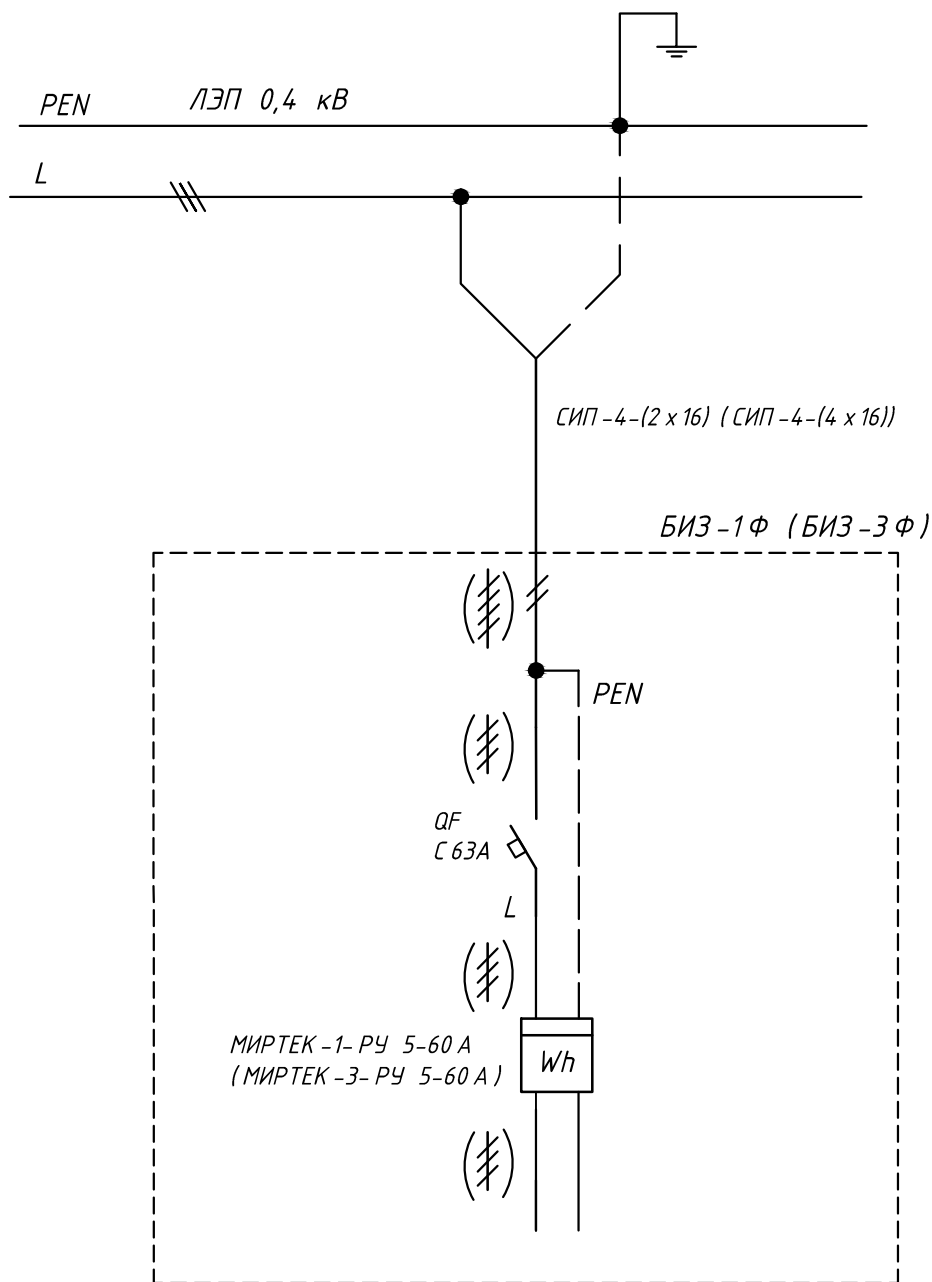 PEN ЛЭП 0,4 кВ
L
СИП-4-(2 х 16) (СИП-4-(4 х 16))
БИЗ-1Ф (БИЗ-3Ф)
PEN
QF
С 63А
L
МИРТЕК-1-РУ 5-60 А
(МИРТЕК-3-РУ 5-60 А)
Wh